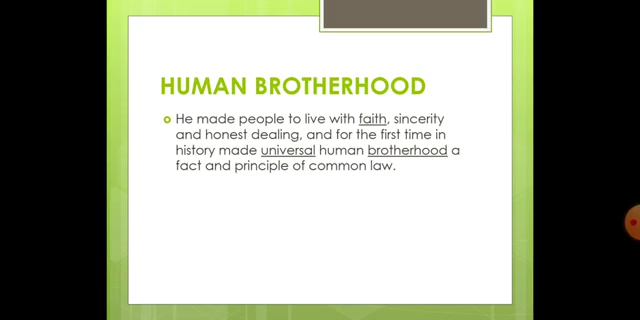 HUMAN BROTHERHOOD
He made people to live with faith, sincerity
and honest dealing, and for the first time in
history made universal human brotherhood a
fact and principle of common law.